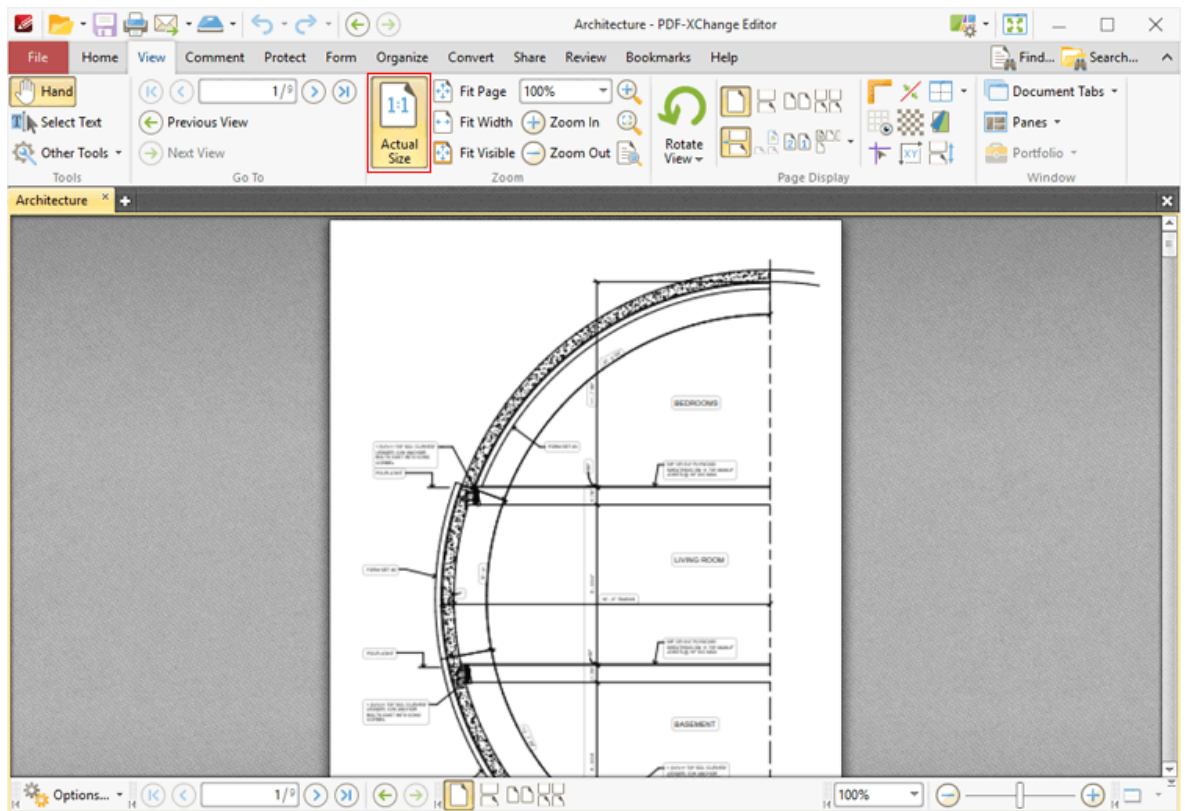 Architecture - PDF-XChange Editor
File Home View Comment Protect Form Organize Convert Share Review Bookmarks Help Find... Search...
Hand 1/9 Fit Page 100% Document Tabs
1:1
Select Text Previous View Fit Width Zoom In Panes
Actual Size Rotate View
Other Tools Next View Fit Visible Zoom Out Portfolio
XY
Tools Go To Zoom Page Display Window
Architecture
BEDROOMS
LIVING ROOM
BASEMENT
Options... 1/9 100%